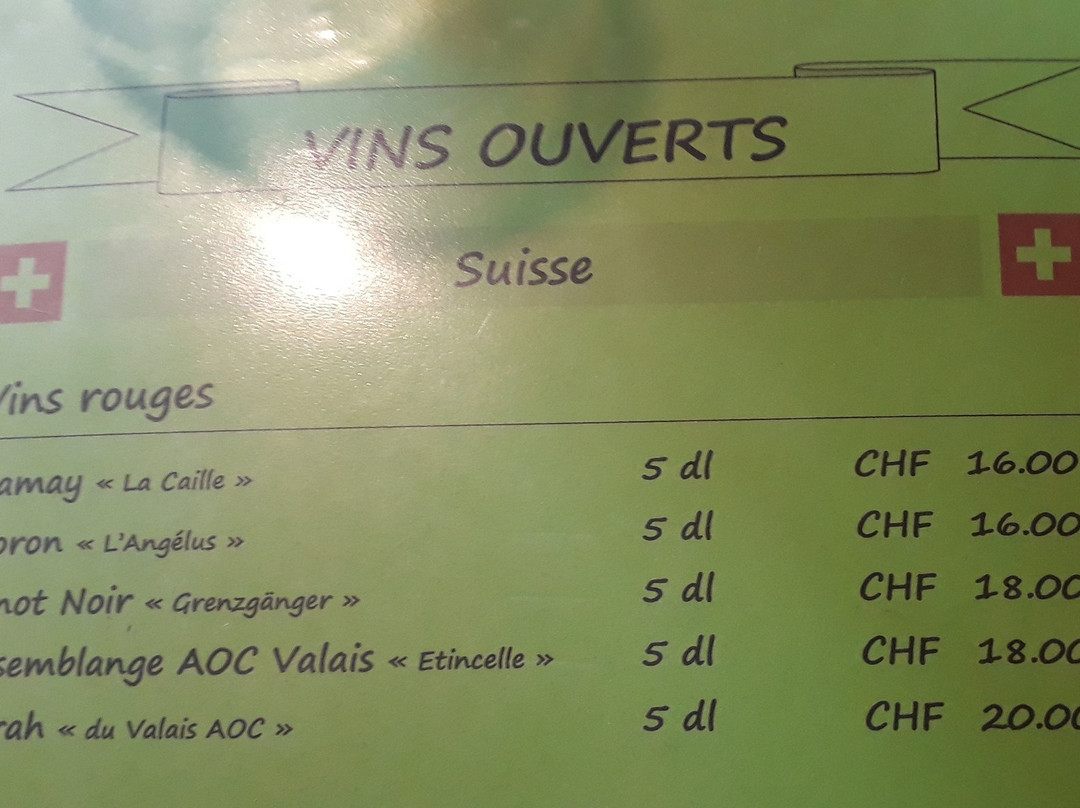 VINS OUVERTS
Suisse
Vins rouges
amay « La Caille » 5 dl CHF 16.00
oron « L'Angélus » 5 dl CHF 16.00
not Noir « Grenzgänger » 5 dl CHF 18.00
semblange AOC Valais « Etincelle » 5 dl CHF 18.00
rah « du Valais AOC » 5 dl CHF 20.00